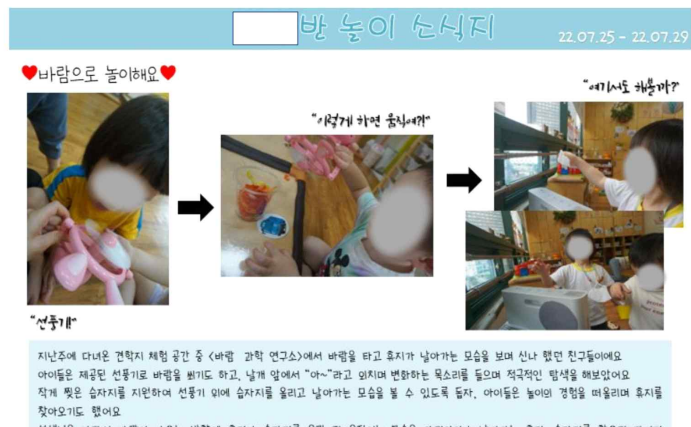 반 놀이 소식지
22.07.25 - 22.07.29
♥바람으로 놀이해요♥
"이렇게 하면 움직여?!"
"여기서도 해볼까?"
"선풍기!"
지난주에 다녀온 견학지 체험 공간 중 <바람 과학 연구소>에서 바람을 타고 휴지가 날아가는 모습을 보며 신나 했던 친구들이에요
아이들은 제공된 선풍기로 바람을 쐬기도 하고, 날개 앞에서 "아~"라고 외치며 변화하는 목소리를 들으며 적극적인 탐색을 해보았어요
작게 찢은 습자지를 지원하여 선풍기 위에 습자지를 올리고 날아가는 모습을 볼 수 있도록 돕자, 아이들은 놀이의 경험을 떠올리며 휴지를
찾아오기도 했어요